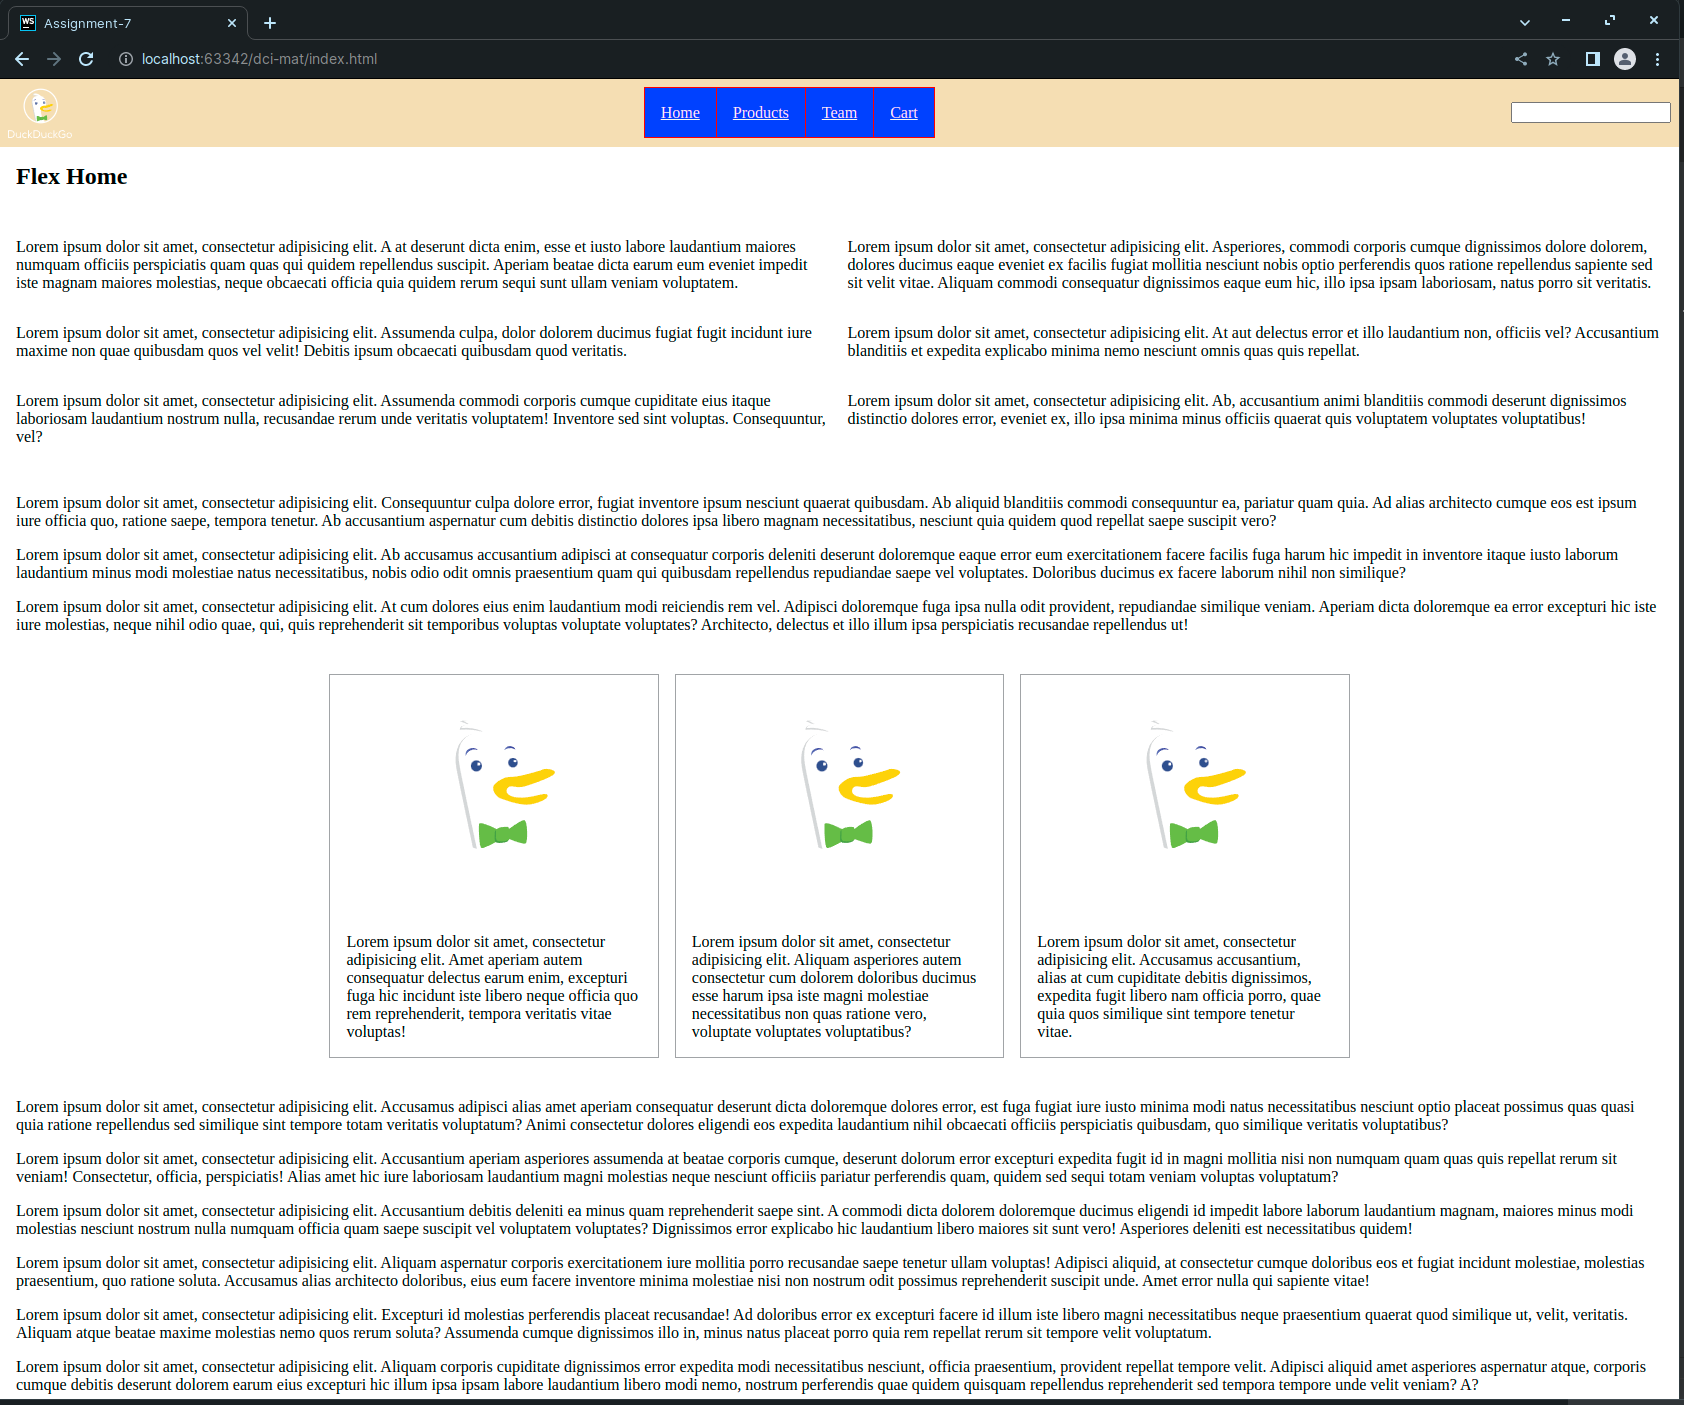 WS Assignment-7
localhost:63342/dci-mat/index.html
DuckDuckGo
Home Products Team Cart
Flex Home
Lorem ipsum dolor sit amet, consectetur adipisicing elit. A at deserunt dicta enim, esse et iusto labore laudantium maiores
numquam officiis perspiciatis quam quas qui quidem repellendus suscipit. Aperiam beatae dicta earum eum eveniet impedit
iste magnam maiores molestias, neque obcaecati officia quia quidem rerum sequi sunt ullam veniam voluptatem.
Lorem ipsum dolor sit amet, consectetur adipisicing elit. Asperiores, commodi corporis cumque dignissimos dolore dolorem,
dolores ducimus eaque eveniet ex facilis fugiat mollitia nesciunt nobis optio perferendis quos ratione repellendus sapiente sed
sit velit vitae. Aliquam commodi consequatur dignissimos eaque eum hic, illo ipsa ipsam laboriosam, natus porro sit veritatis.
Lorem ipsum dolor sit amet, consectetur adipisicing elit. Assumenda culpa, dolor dolorem ducimus fugiat fugit incidunt iure
maxime non quae quibusdam quos vel velit! Debitis ipsum obcaecati quibusdam quod veritatis.
Lorem ipsum dolor sit amet, consectetur adipisicing elit. At aut delectus error et illo laudantium non, officiis vel? Accusantium
blanditiis et expedita explicabo minima nemo nesciunt omnis quas quis repellat.
Lorem ipsum dolor sit amet, consectetur adipisicing elit. Assumenda commodi corporis cumque cupiditate eius itaque
laboriosam laudantium nostrum nulla, recusandae rerum unde veritatis voluptatem! Inventore sed sint voluptas. Consequuntur,
vel?
Lorem ipsum dolor sit amet, consectetur adipisicing elit. Ab, accusantium animi blanditiis commodi deserunt dignissimos
distinctio dolores error, eveniet ex, illo ipsa minima minus officiis quaerat quis voluptatem voluptates voluptatibus!
Lorem ipsum dolor sit amet, consectetur adipisicing elit. Consequuntur culpa dolore error, fugiat inventore ipsum nesciunt quaerat quibusdam. Ab aliquid blanditiis commodi consequuntur ea, pariatur quam quia. Ad alias architecto cumque eos est ipsum
iure officia quo, ratione saepe, tempora tenetur. Ab accusantium aspernatur cum debitis distinctio dolores ipsa libero magnam necessitatibus, nesciunt quia quidem quod repellat saepe suscipit vero?
Lorem ipsum dolor sit amet, consectetur adipisicing elit. Ab accusamus accusantium adipisci at consequatur corporis deleniti deserunt doloremque eaque error eum exercitationem facere facilis fuga harum hic impedit in inventore itaque iusto laborum
laudantium minus modi molestiae natus necessitatibus, nobis odio odit omnis praesentium quam qui quibusdam repellendus repudiandae saepe vel voluptates. Doloribus ducimus ex facere laborum nihil non similique?
Lorem ipsum dolor sit amet, consectetur adipisicing elit. At cum dolores eius enim laudantium modi reiciendis rem vel. Adipisci doloremque fuga ipsa nulla odit provident, repudiandae similique veniam. Aperiam dicta doloremque ea error excepturi hic iste
iure molestias, neque nihil odio quae, qui, quis reprehenderit sit temporibus voluptas voluptate voluptates? Architecto, delectus et illo illum ipsa perspiciatis recusandae repellendus ut!
Lorem ipsum dolor sit amet, consectetur
adipisicing elit. Amet aperiam autem
consequatur delectus earum enim, excepturi
fuga hic incidunt iste libero neque officia quo
rem reprehenderit, tempora veritatis vitae
voluptas!
Lorem ipsum dolor sit amet, consectetur
adipisicing elit. Aliquam asperiores autem
consectetur cum dolorem doloribus ducimus
esse harum ipsa iste magni molestiae
necessitatibus non quas ratione vero,
voluptate voluptates voluptatibus?
Lorem ipsum dolor sit amet, consectetur
adipisicing elit. Accusamus accusantium,
alias at cum cupiditate debitis dignissimos,
expedita fugit libero nam officia porro, quae
quia quos similique sint tempore tenetur
vitae.
Lorem ipsum dolor sit amet, consectetur adipisicing elit. Accusamus adipisci alias amet aperiam consequatur deserunt dicta doloremque dolores error, est fuga fugiat iure iusto minima modi natus necessitatibus nesciunt optio placeat possimus quas quasi
quia ratione repellendus sed similique sint tempore totam veritatis voluptatum? Animi consectetur dolores eligendi eos expedita laudantium nihil obcaecati officiis perspiciatis quibusdam, quo similique veritatis voluptatibus?
Lorem ipsum dolor sit amet, consectetur adipisicing elit. Accusantium aperiam asperiores assumenda at beatae corporis cumque, deserunt dolorum error excepturi expedita fugit id in magni mollitia nisi non numquam quam quas quis repellat rerum sit
veniam! Consectetur, officia, perspiciatis! Alias amet hic iure laboriosam laudantium magni molestias neque nesciunt officiis pariatur perferendis quam, quidem sed sequi totam veniam voluptas voluptatum?
Lorem ipsum dolor sit amet, consectetur adipisicing elit. Accusantium debitis deleniti ea minus quam reprehenderit saepe sint. A commodi dicta dolorem doloremque ducimus eligendi id impedit labore laborum laudantium magnam, maiores minus modi
molestias nesciunt nostrum nulla numquam officia quam saepe suscipit vel voluptatem voluptates? Dignissimos error explicabo hic laudantium libero maiores sit sunt vero! Asperiores deleniti est necessitatibus quidem!
Lorem ipsum dolor sit amet, consectetur adipisicing elit. Aliquam aspernatur corporis exercitationem iure mollitia porro recusandae saepe tenetur ullam voluptas! Adipisci aliquid, at consectetur cumque doloribus eos et fugiat incidunt molestiae, molestias
praesentium, quo ratione soluta. Accusamus alias architecto doloribus, eius eum facere inventore minima molestiae nisi non nostrum odit possimus reprehenderit suscipit unde. Amet error nulla qui sapiente vitae!
Lorem ipsum dolor sit amet, consectetur adipisicing elit. Excepturi id molestias perferendis placeat recusandae! Ad doloribus error ex excepturi facere id illum iste libero magni necessitatibus neque praesentium quaerat quod similique ut, velit, veritatis.
Aliquam atque beatae maxime molestias nemo quos rerum soluta? Assumenda cumque dignissimos illo in, minus natus placeat porro quia rem repellat rerum sit tempore velit voluptatum.
Lorem ipsum dolor sit amet, consectetur adipisicing elit. Aliquam corporis cupiditate dignissimos error expedita modi necessitatibus nesciunt, officia praesentium, provident repellat tempore velit. Adipisci aliquid amet asperiores aspernatur atque, corporis
cumque debitis deserunt dolorem earum eius excepturi hic illum ipsa ipsam labore laudantium libero modi nemo, nostrum perferendis quae quidem quisquam repellendus reprehenderit sed tempora tempore unde velit veniam? A?